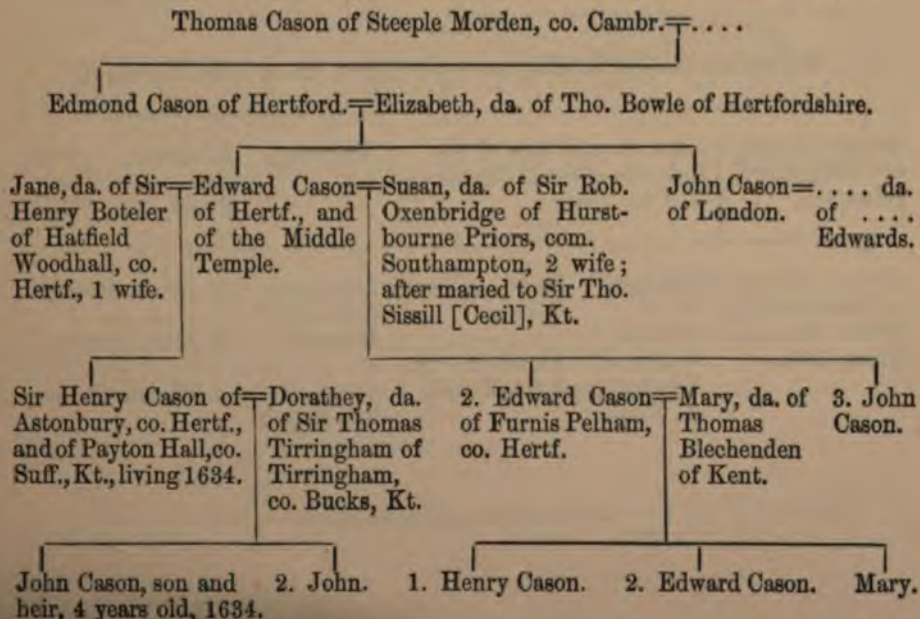 Thomas Cason of Steeple Morden, co. Cambr.=. . . .
Edmond Cason of Hertford.=Elizabeth, da. of Tho. Bowle of Hertfordshire.
Jane, da. of Sir
Henry Boteler
of Hatfield
Woodhall, co.
Hertf., 1 wife.
=Edward Cason=
of Hertf., and
of the Middle
Temple.
Susan, da. of Sir Rob.
Oxenbridge of Hurst-
bourne Priors, com.
Southampton, 2 wife ;
after maried to Sir Tho.
Sissill [Cecil], Kt.
John Cason=
of London.
. . . . da.
of . . . .
Edwards.
Sir Henry Cason of=
Astonbury, co. Hertf.,
and of Payton Hall, co.
Suff., Kt., living 1634.
Dorathey, da.
of Sir Thomas
Tirringham of
Tirringham,
co. Bucks, Kt.
2. Edward Cason=
of Furnis Pelham,
co. Hertf.
Mary, da. of
Thomas
Blechenden
of Kent.
3. John
Cason.
John Cason, son and
heir, 4 years old, 1634.
2. John.
1. Henry Cason.
2. Edward Cason.
Mary.